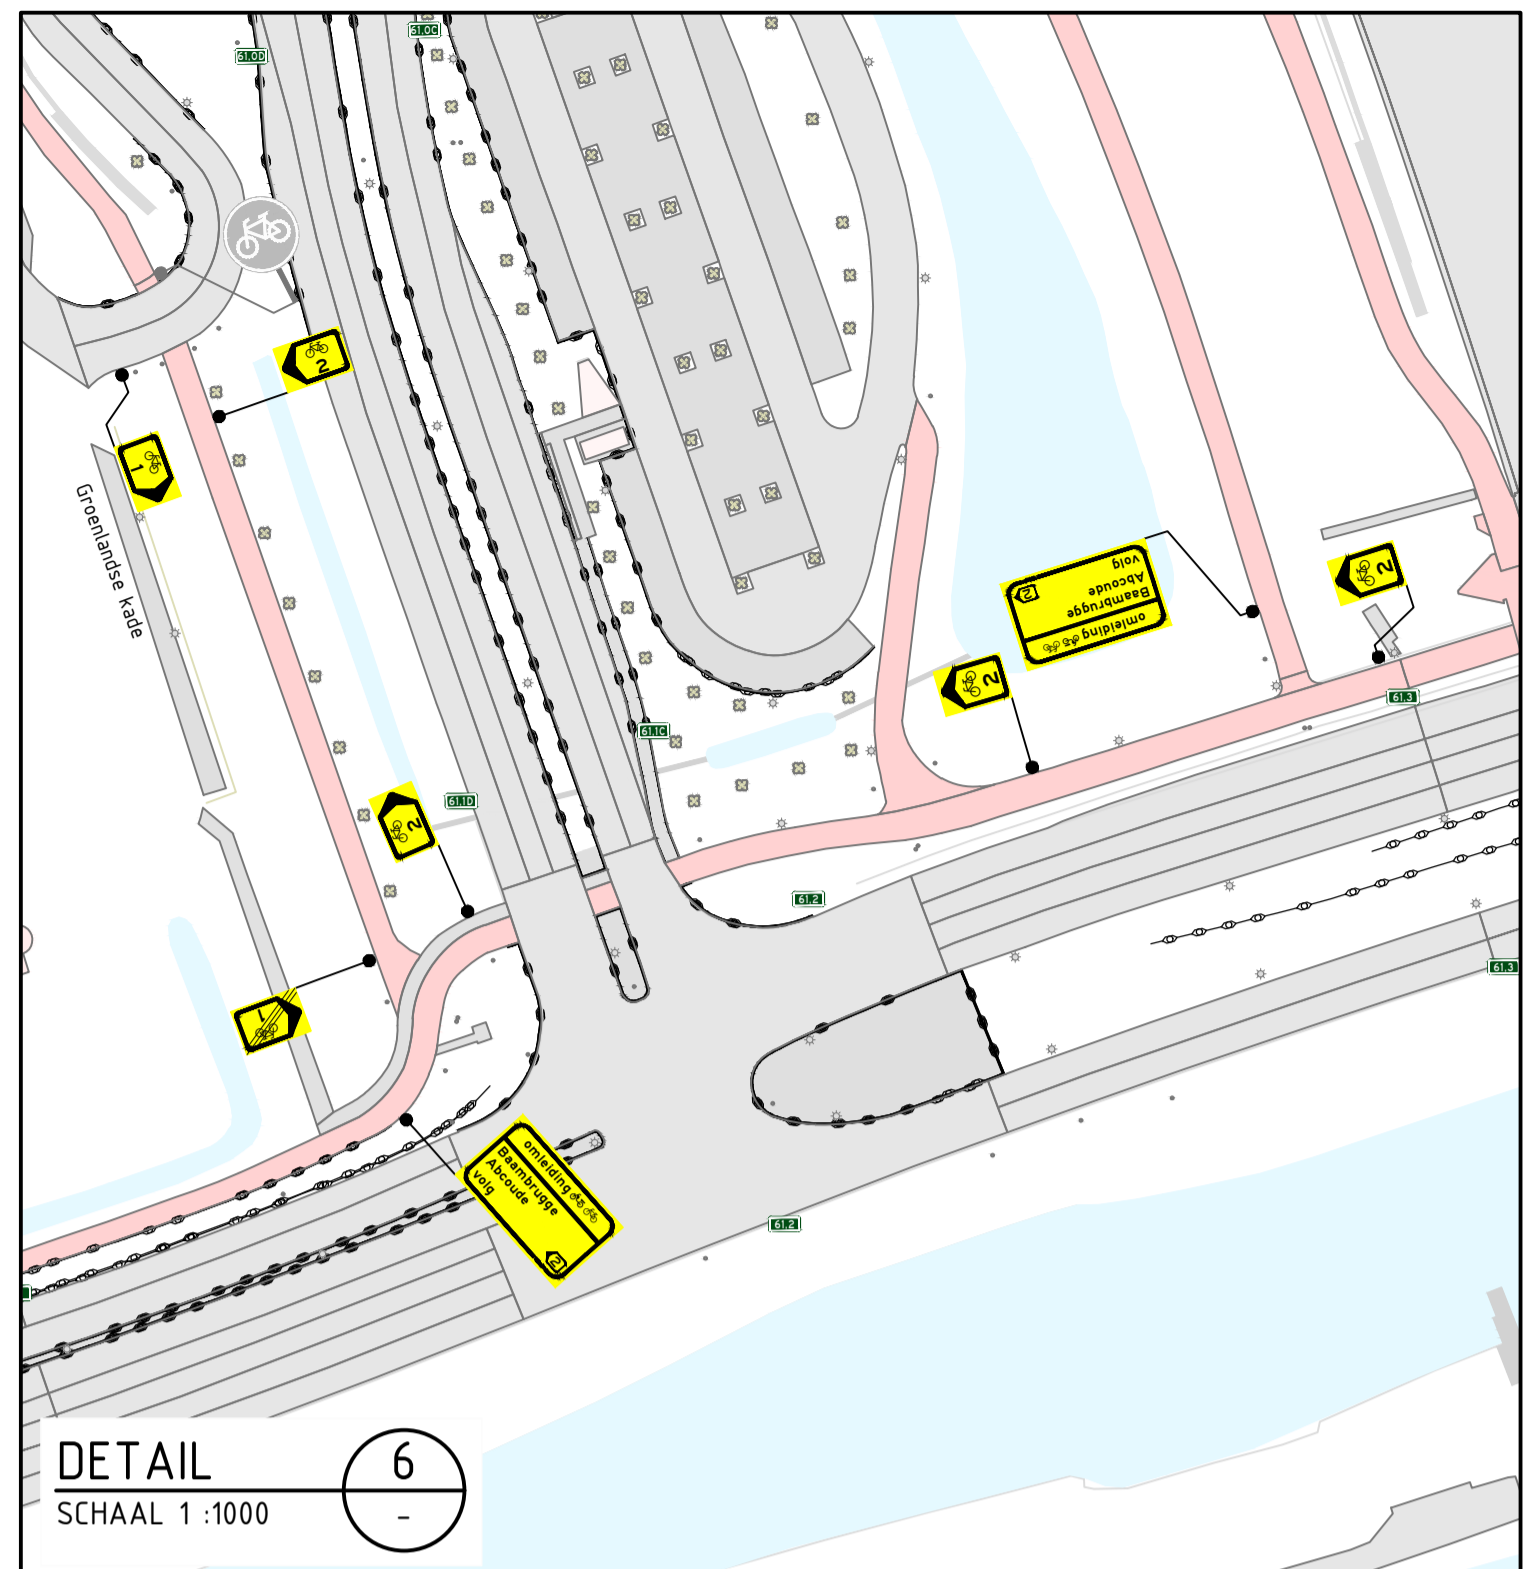 61.0C
61.0D
2
1
Groenlandse kade
omleiding
Baambrugge
Abcoude
volg
2
2
2
61.3
61.1C
61.1D
2
61.2
1
61.3
omleiding
Baambrugge
Abcoude
volg
2
61.2
DETAIL
6
SCHAAL 1 :1000
-